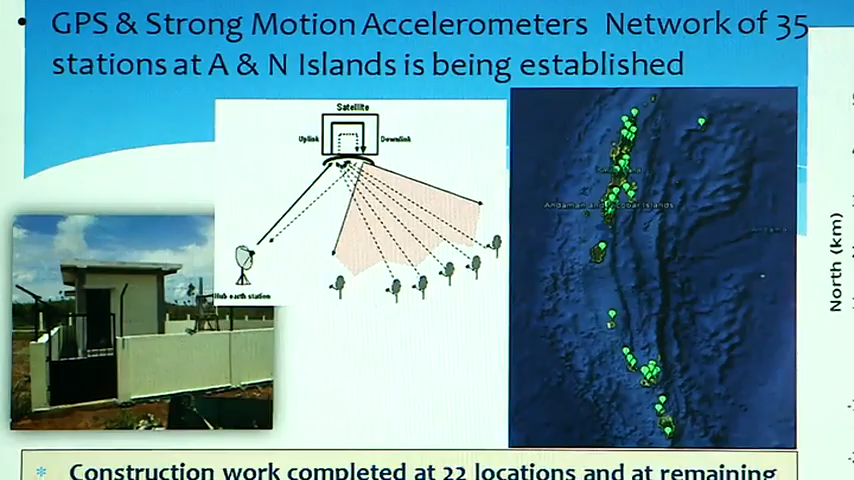 • GPS & Strong Motion Accelerometers Network of 35
stations at A & N Islands is being established
Satellite
Uplink
Downlink
Hub earth station
Andaman and Nicobar Islands
North (km)
* Construction work completed at 22 locations and at remaining